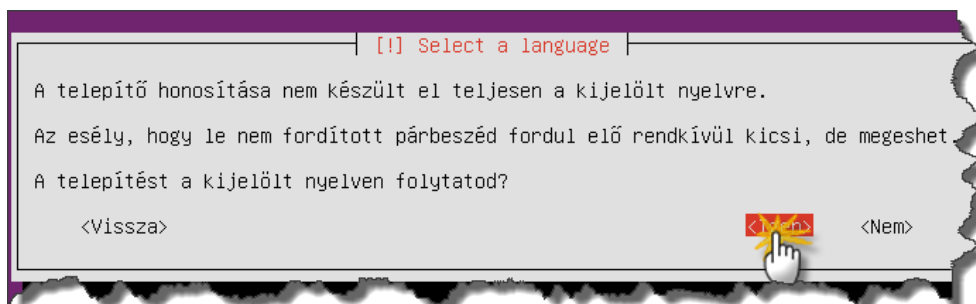 [!] Select a language
A telepítő honosítása nem készült el teljesen a kijelölt nyelvre.
Az esély, hogy le nem fordított párbeszéd fordul elő rendkívül kicsi, de megeshet.
A telepítést a kijelölt nyelven folytatod?
<Vissza> <Igen> <Nem>